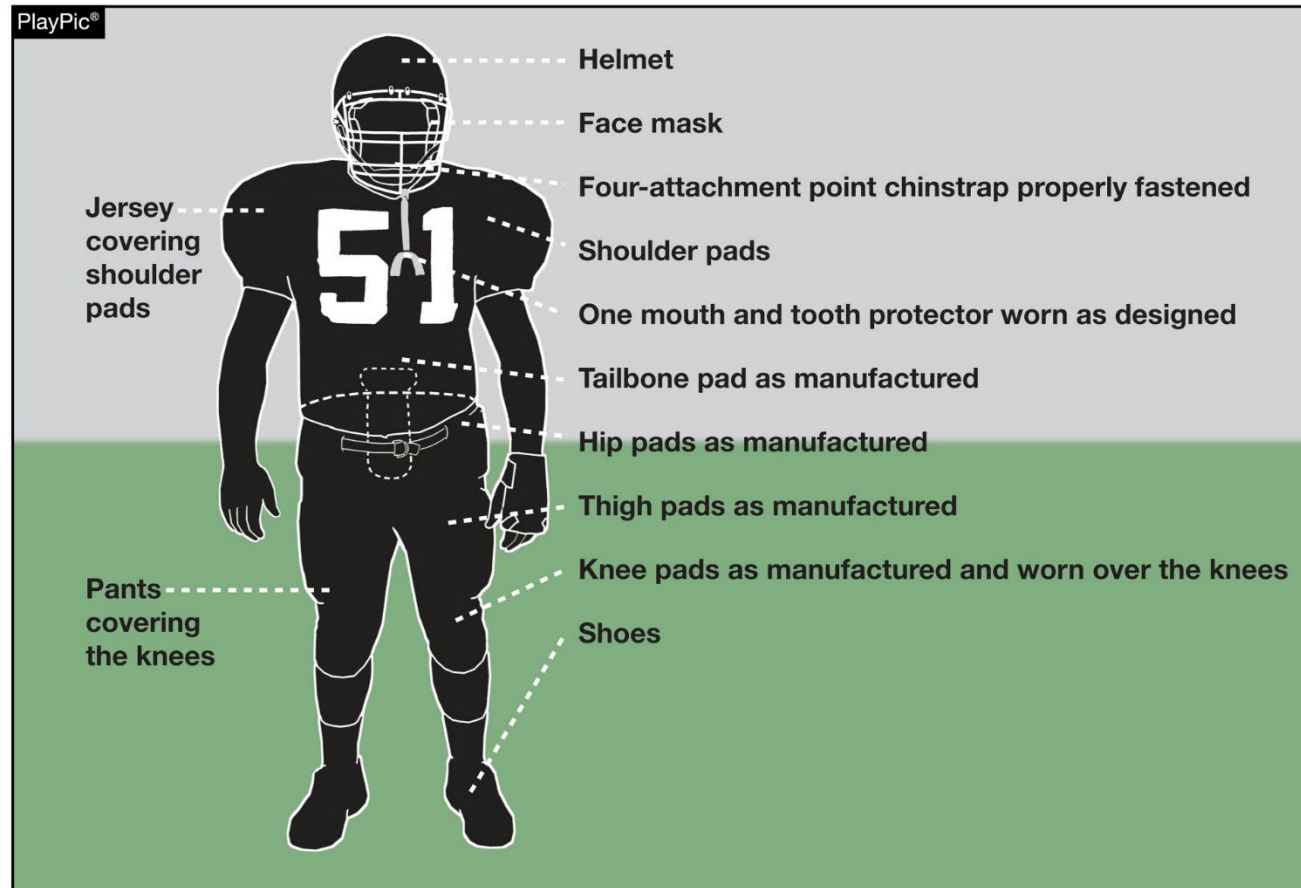 PlayPic®
Helmet
Face mask
Four-attachment point chinstrap properly fastened
Jersey
covering
shoulder
pads
Shoulder pads
51
One mouth and tooth protector worn as designed
Tailbone pad as manufactured
Hip pads as manufactured
Thigh pads as manufactured
Knee pads as manufactured and worn over the knees
Pants
covering
the knees
Shoes